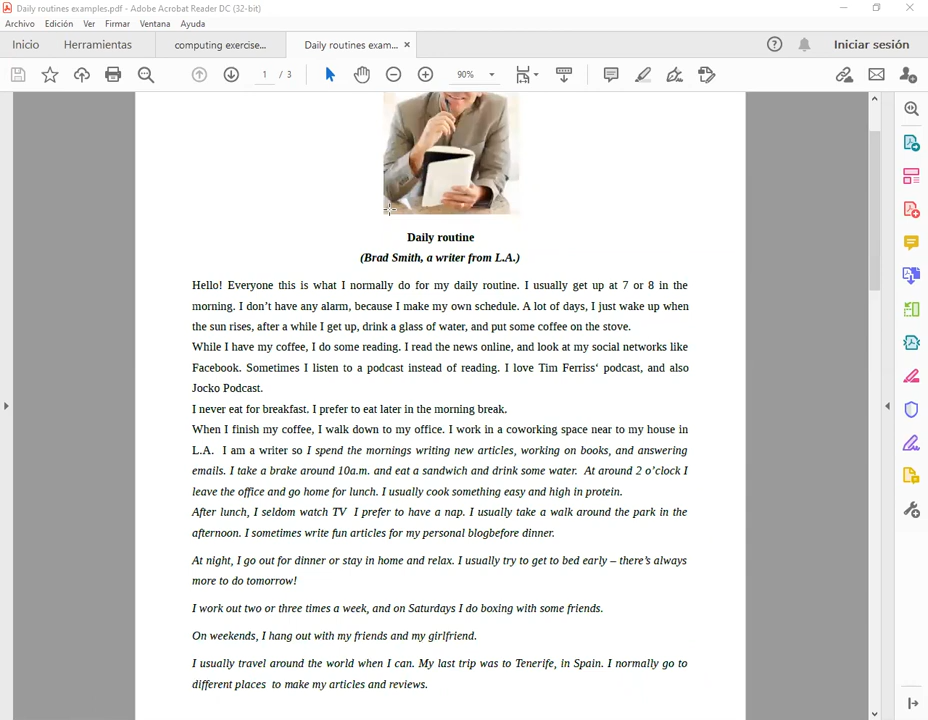 Daily routines examples.pdf - Adobe Acrobat Reader DC (32-bit)
Archivo Edición Ver Firmar Ventana Ayuda
Inicio Herramientas computing exercise... Daily routines exam... × Iniciar sesión
1 / 3 90%
Daily routine
(Brad Smith, a writer from L.A.)
Hello! Everyone this is what I normally do for my daily routine. I usually get up at 7 or 8 in the
morning. I don’t have any alarm, because I make my own schedule. A lot of days, I just wake up when
the sun rises, after a while I get up, drink a glass of water, and put some coffee on the stove.
While I have my coffee, I do some reading. I read the news online, and look at my social networks like
Facebook. Sometimes I listen to a podcast instead of reading. I love Tim Ferriss‘ podcast, and also
Jocko Podcast.
I never eat for breakfast. I prefer to eat later in the morning break.
When I finish my coffee, I walk down to my office. I work in a coworking space near to my house in
L.A. I am a writer so I spend the mornings writing new articles, working on books, and answering
emails. I take a brake around 10a.m. and eat a sandwich and drink some water. At around 2 o’clock I
leave the office and go home for lunch. I usually cook something easy and high in protein.
After lunch, I seldom watch TV I prefer to have a nap. I usually take a walk around the park in the
afternoon. I sometimes write fun articles for my personal blogbefore dinner.
At night, I go out for dinner or stay in home and relax. I usually try to get to bed early – there’s always
more to do tomorrow!
I work out two or three times a week, and on Saturdays I do boxing with some friends.
On weekends, I hang out with my friends and my girlfriend.
I usually travel around the world when I can. My last trip was to Tenerife, in Spain. I normally go to
different places to make my articles and reviews.